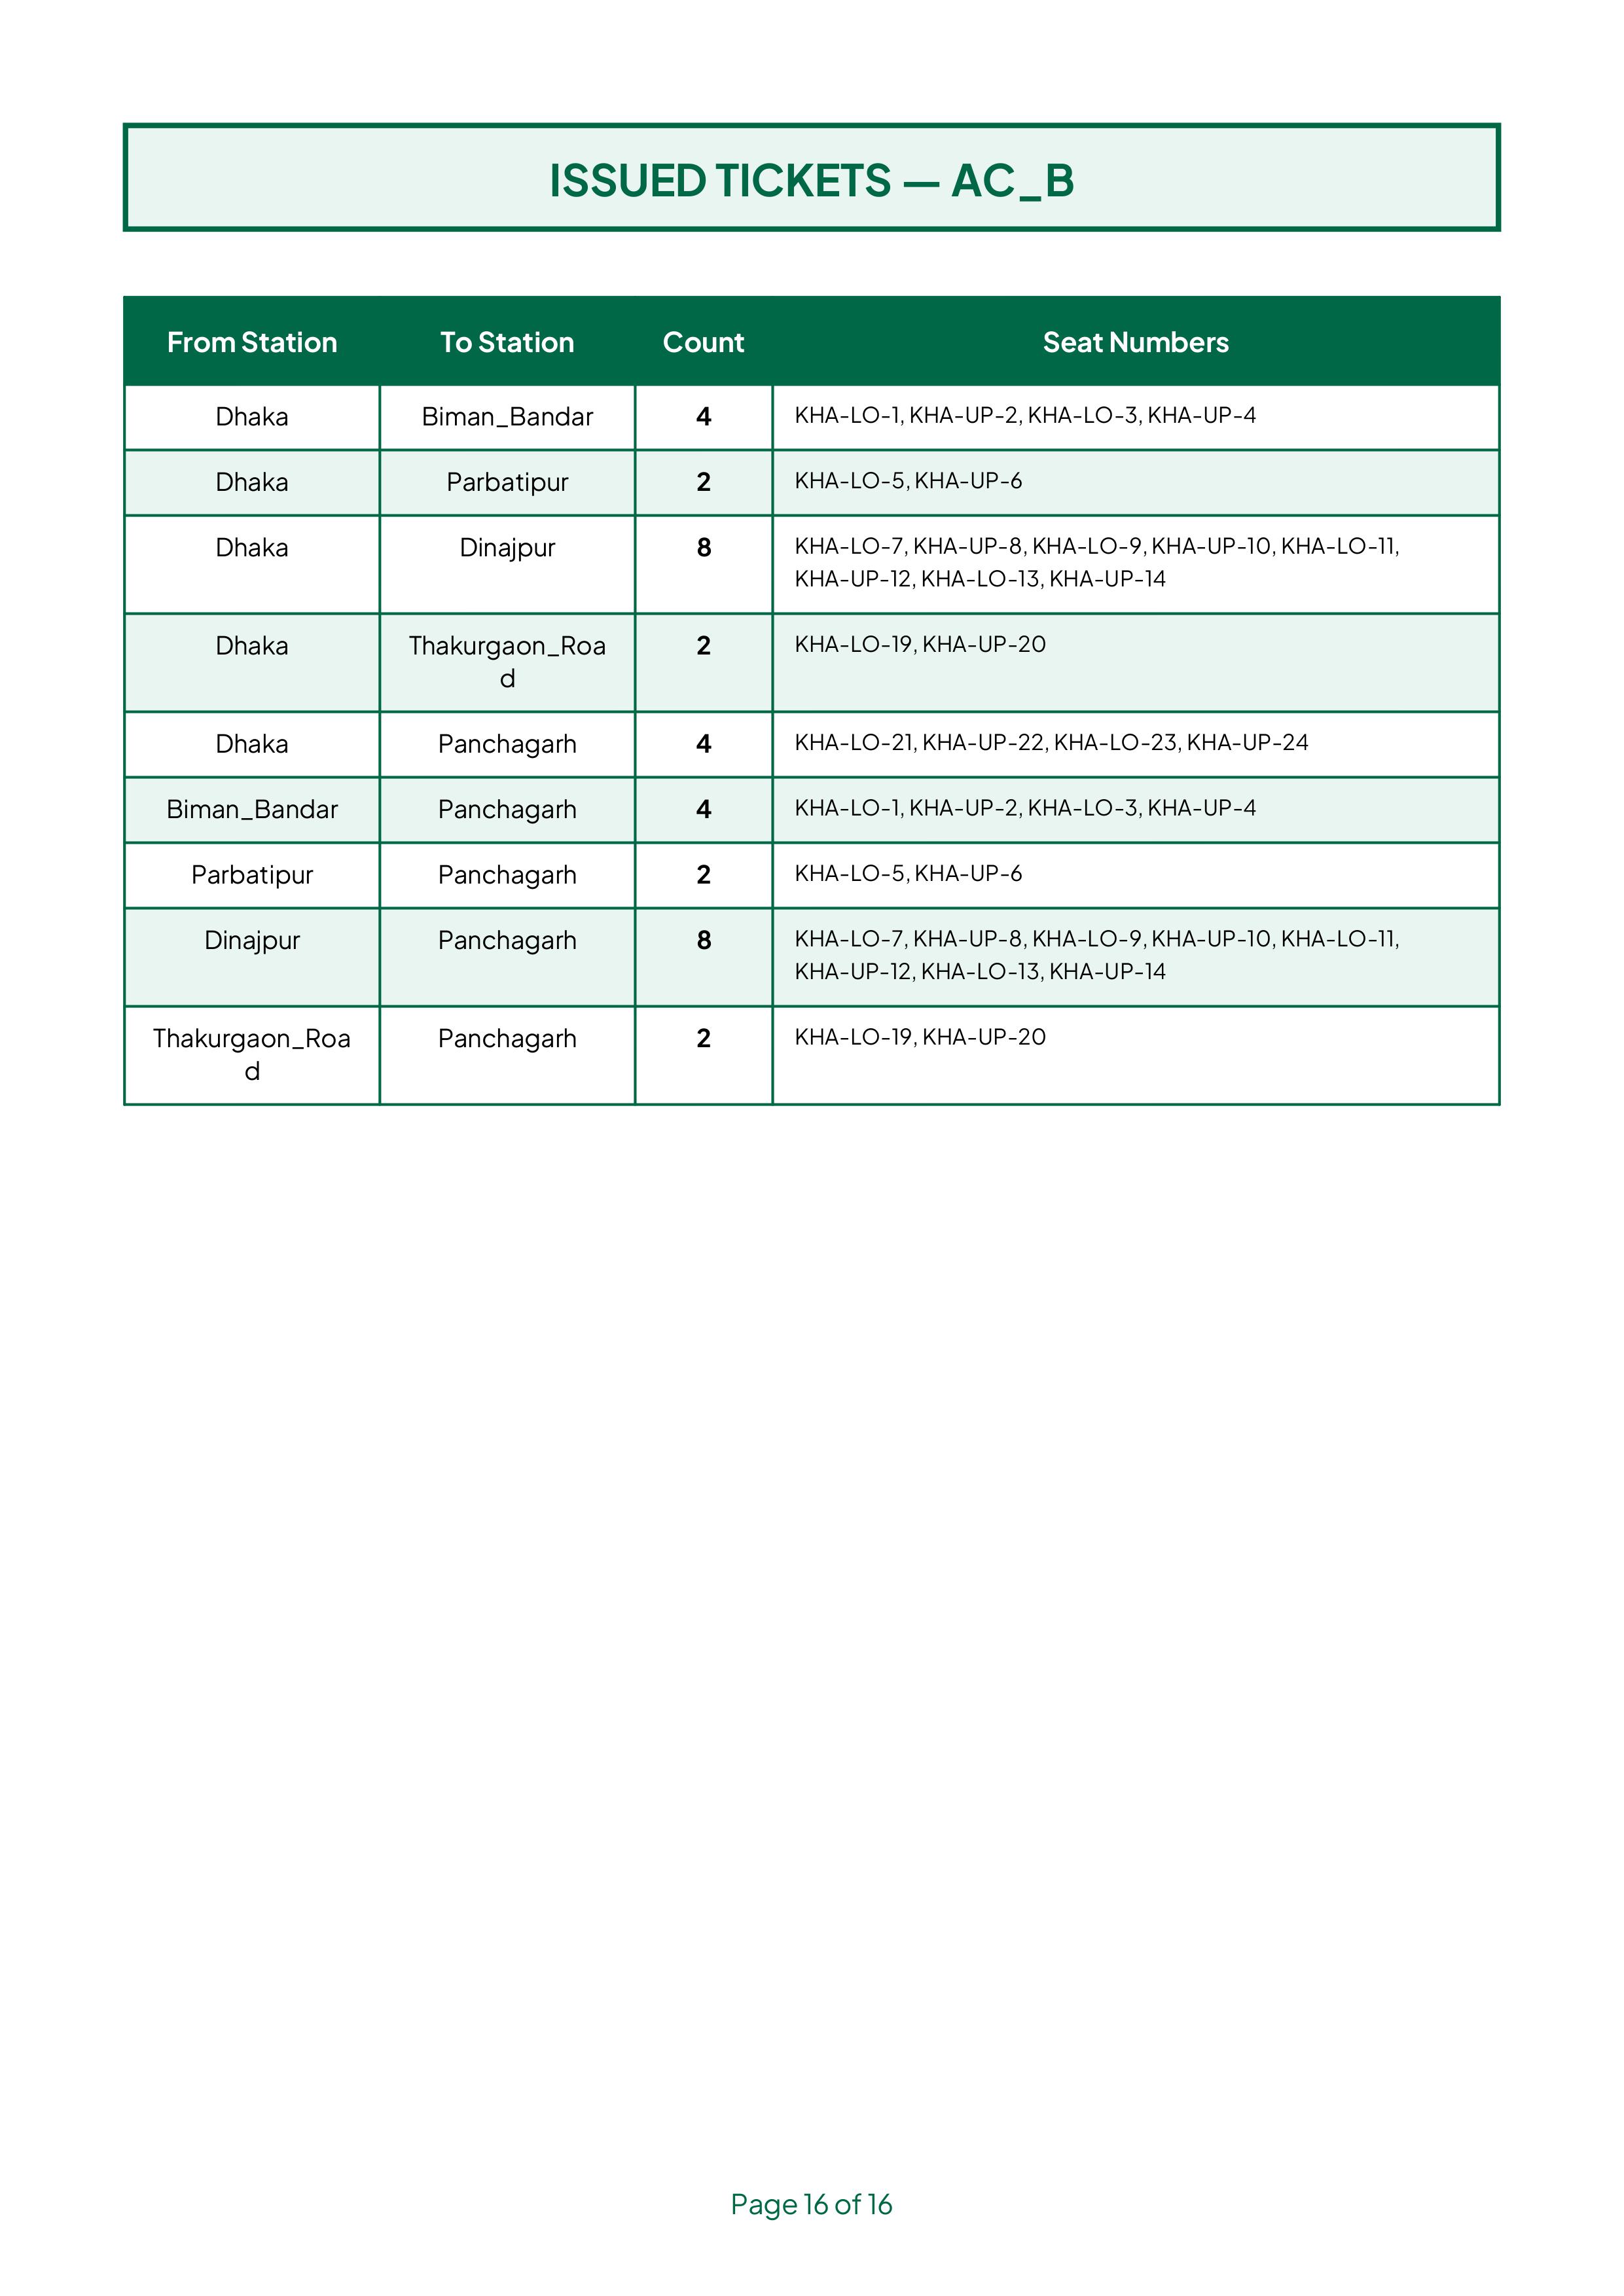 ISSUED TICKETS — AC_B
From Station To Station Count Seat Numbers
Dhaka Biman_Bandar 4 KHA-LO-1, KHA-UP-2, KHA-LO-3, KHA-UP-4
Dhaka Parbatipur 2 KHA-LO-5, KHA-UP-6
Dhaka Dinajpur 8 KHA-LO-7, KHA-UP-8, KHA-LO-9, KHA-UP-10, KHA-LO-11,
KHA-UP-12, KHA-LO-13, KHA-UP-14
Dhaka Thakurgaon_Roa 2 KHA-LO-19, KHA-UP-20
d
Dhaka Panchagarh 4 KHA-LO-21, KHA-UP-22, KHA-LO-23, KHA-UP-24
Biman_Bandar Panchagarh 4 KHA-LO-1, KHA-UP-2, KHA-LO-3, KHA-UP-4
Parbatipur Panchagarh 2 KHA-LO-5, KHA-UP-6
Dinajpur Panchagarh 8 KHA-LO-7, KHA-UP-8, KHA-LO-9, KHA-UP-10, KHA-LO-11,
KHA-UP-12, KHA-LO-13, KHA-UP-14
Thakurgaon_Roa Panchagarh 2 KHA-LO-19, KHA-UP-20
d
Page 16 of 16